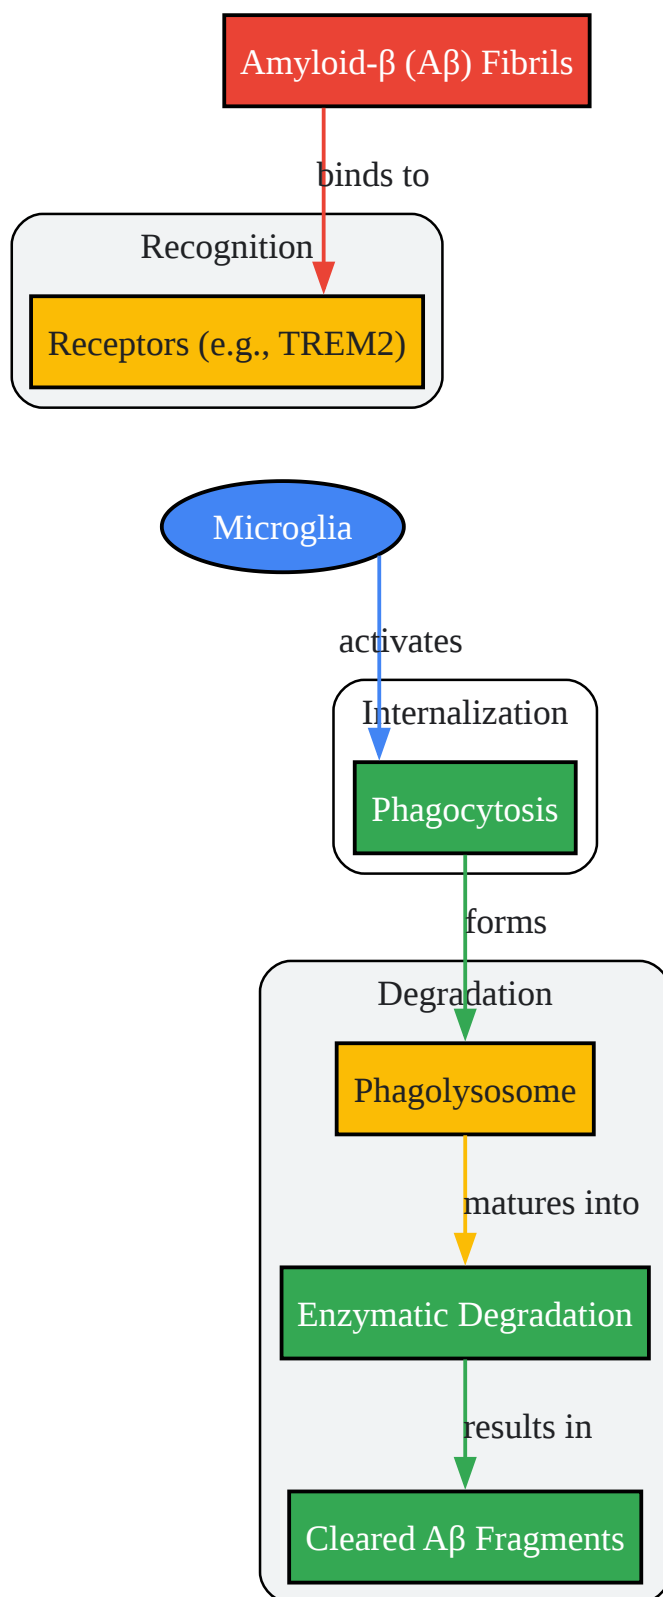 Amyloid-β (Aβ) Fibrils
binds to
Recognition
Receptors (e.g., TREM2)
Microglia
activates
Internalization
Phagocytosis
forms
Degradation
Phagolysosome
matures into
Enzymatic Degradation
results in
Cleared Aβ Fragments